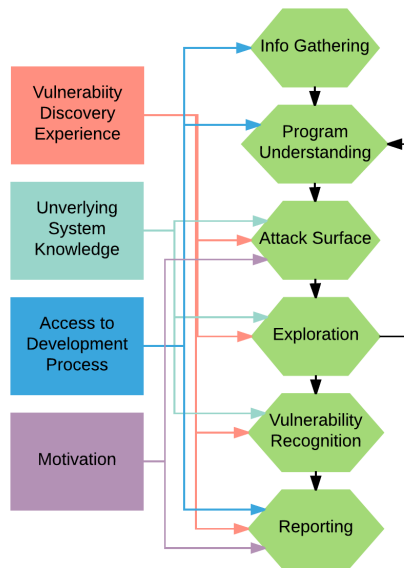 Vulnerabiity
Discovery
Experience
Unverlying
System
Knowledge
Access to
Development
Process
Motivation
Info Gathering
Program
Understanding
Attack Surface
Exploration
Vulnerability
Recognition
Reporting